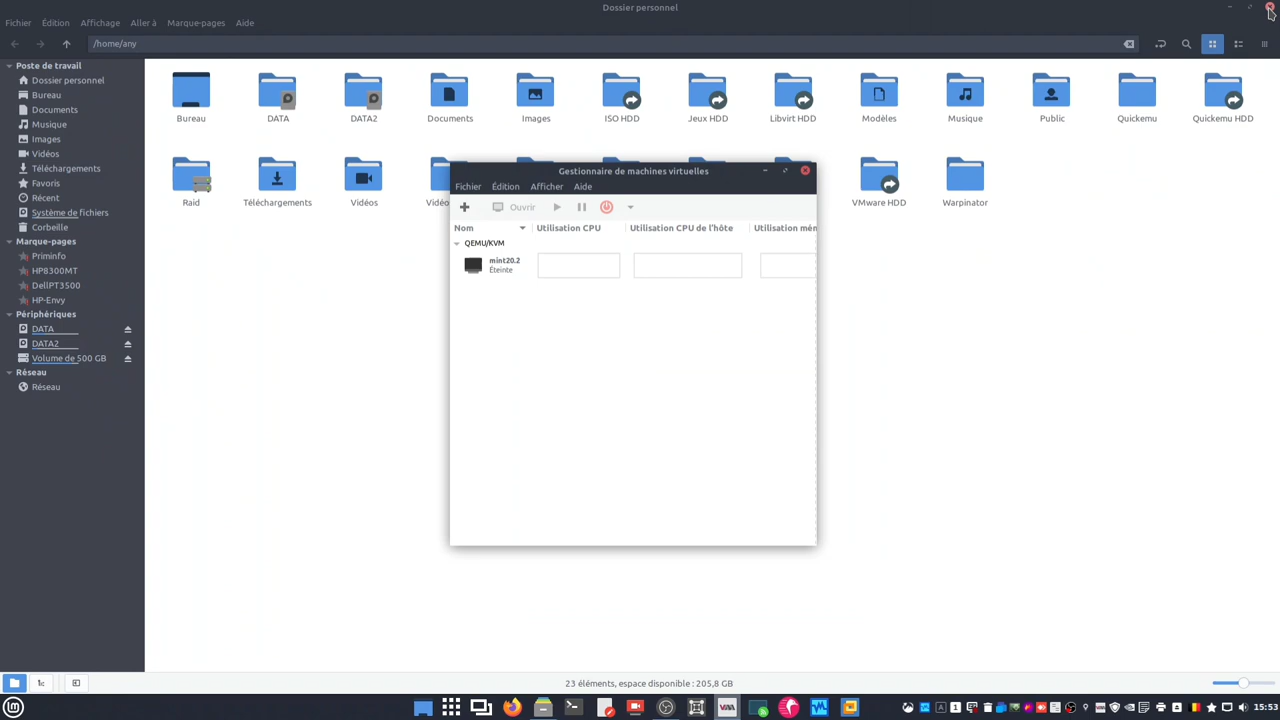 Dossier personnel
Fichier Édition Affichage Aller à Marque-pages Aide
/home/any
Poste de travail
Dossier personnel
Bureau
Documents
Musique
Images
Vidéos
Téléchargements
Favoris
Récent
Système de fichiers
Corbeille
Marque-pages
Priminfo
HP8300MT
DellPT3500
HP-Envy
Périphériques
DATA
DATA2
Volume de 500 GB
Réseau
Réseau
Bureau DATA DATA2 Documents Images ISO HDD Jeux HDD Libvirt HDD Modèles Musique Public Quickemu Quickemu HDD
Raid Téléchargements Vidéos VMware HDD Warpinator
Gestionnaire de machines virtuelles
Fichier Édition Afficher Aide
Ouvrir
Nom Utilisation CPU Utilisation CPU de l'hôte Utilisation mém
QEMU/KVM
mint20.2
Éteinte
23 éléments, espace disponible : 205,8 GB
15:53